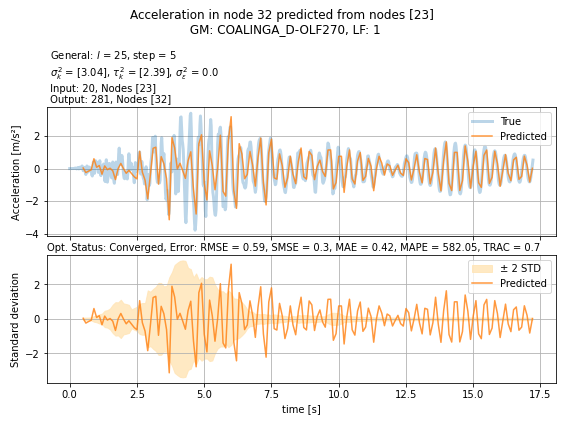 Acceleration in node 32 predicted from nodes [23]
GM: COALINGA_D-OLF270, LF: 1
General: l = 25, step = 5
σ²ₖ = [3.04], τ²ₖ = [2.39], σ²ε = 0.0
Input: 20, Nodes [23]
Output: 281, Nodes [32]
Acceleration [m/s²]
2
0
−2
−4
True
Predicted
Opt. Status: Converged, Error: RMSE = 0.59, SMSE = 0.3, MAE = 0.42, MAPE = 582.05, TRAC = 0.7
Standard deviation
2
0
−2
± 2 STD
Predicted
0.0 2.5 5.0 7.5 10.0 12.5 15.0 17.5
time [s]